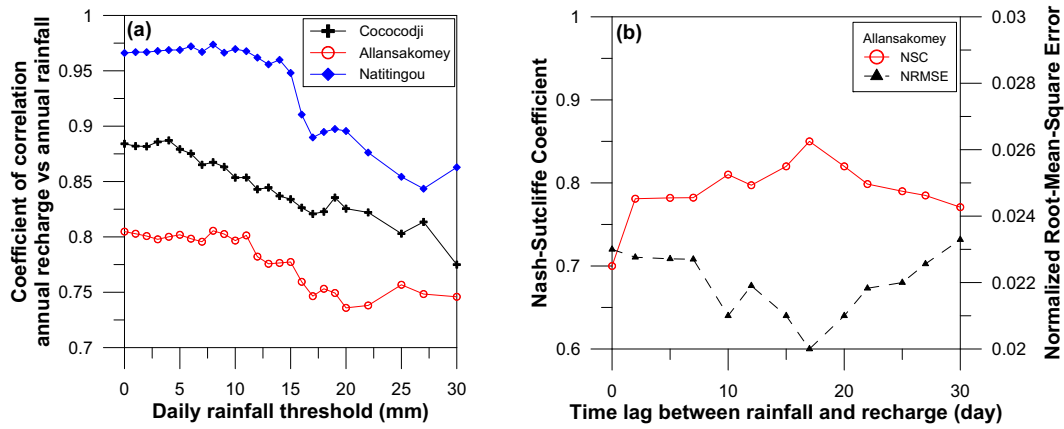 (a)
Cococodji
Allansakomey
Natitingou
Coefficient of correlation
annual recharge vs annual rainfall
1
0.95
0.9
0.85
0.8
0.75
0.7
0
5
10
15
20
25
30
Daily rainfall threshold (mm)
(b)
Allansakomey
NSC
NRMSE
Nash-Sutcliffe Coefficient
1
0.9
0.8
0.7
0.6
0
10
20
30
Time lag between rainfall and recharge (day)
0.03
0.028
0.026
0.024
0.022
0.02
Normalized Root-Mean-Square Error